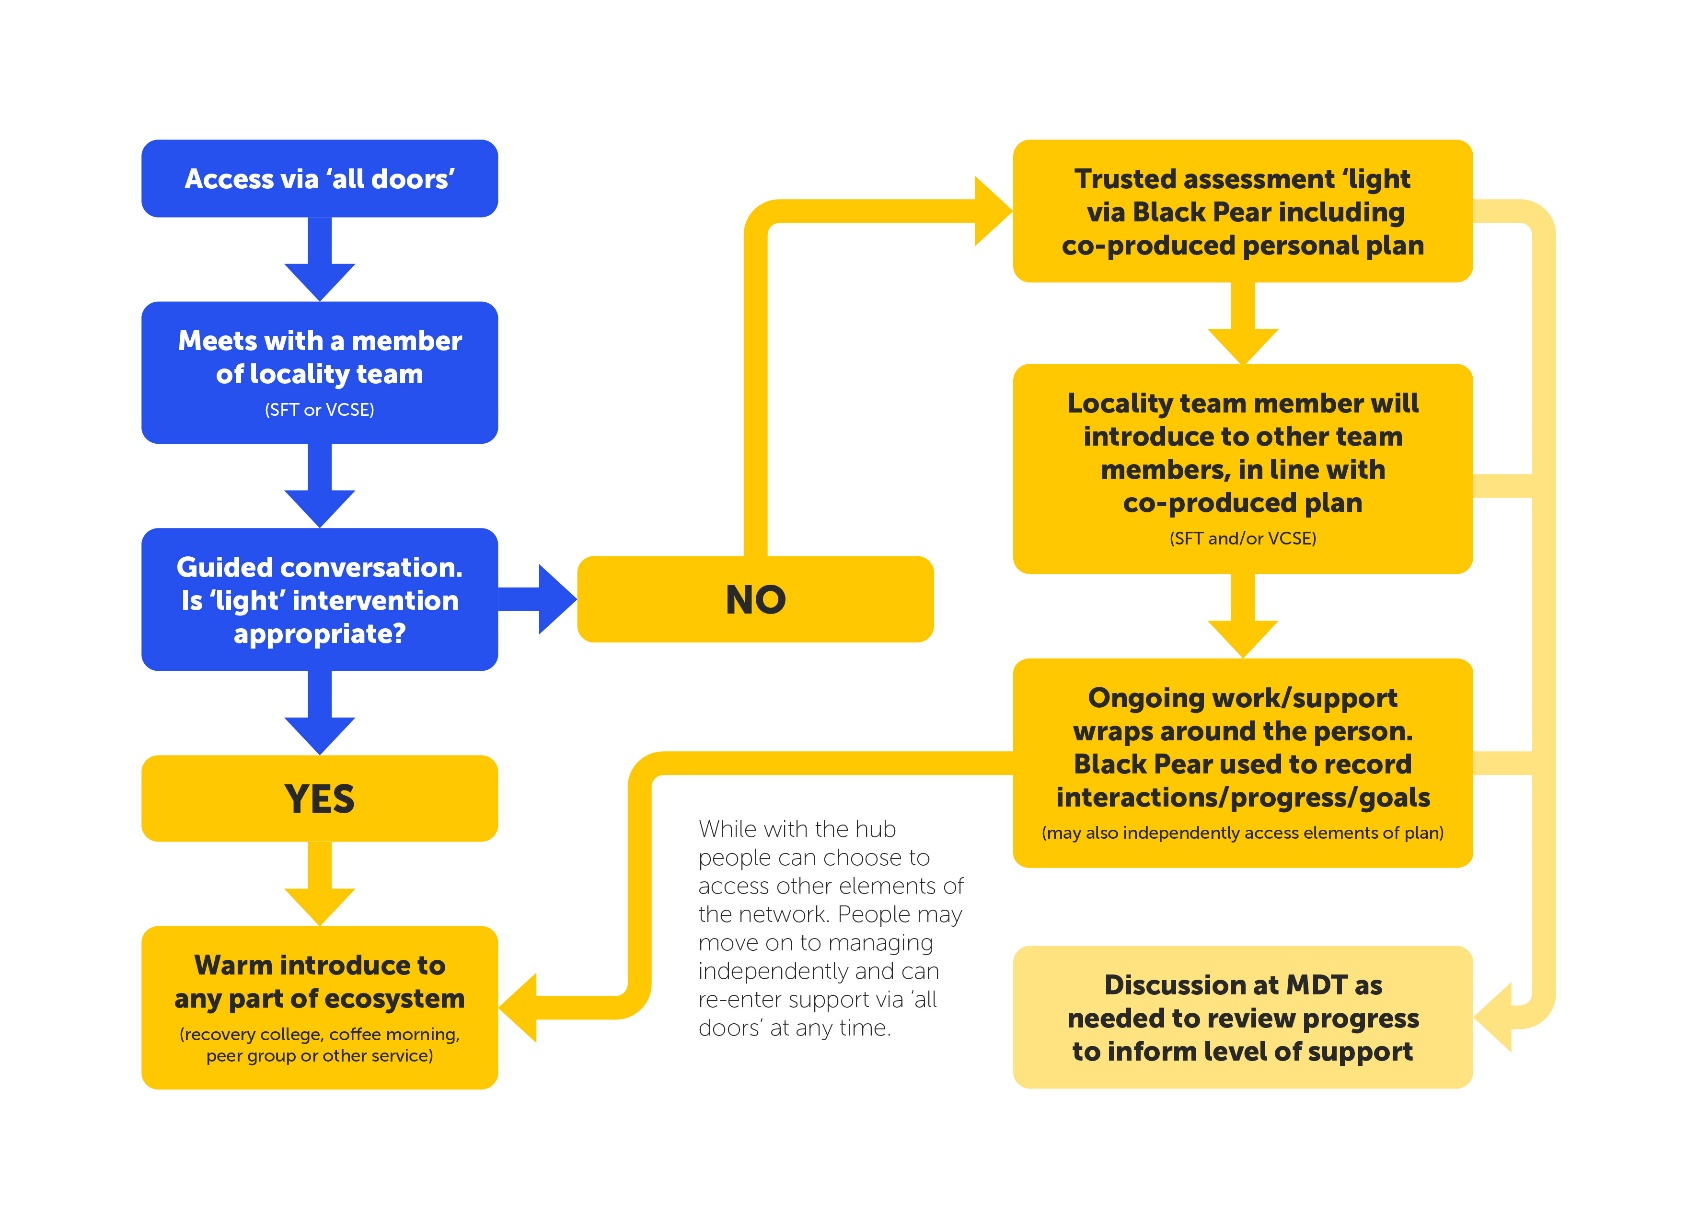 Access via ‘all doors’
Meets with a member
of locality team
(SFT or VCSE)
Guided conversation.
Is ‘light’ intervention
appropriate?
NO
YES
Warm introduce to
any part of ecosystem
(recovery college, coffee morning,
peer group or other service)
Trusted assessment ‘light
via Black Pear including
co-produced personal plan
Locality team member will
introduce to other team
members, in line with
co-produced plan
(SFT and/or VCSE)
Ongoing work/support
wraps around the person.
Black Pear used to record
interactions/progress/goals
(may also independently access elements of plan)
While with the hub
people can choose to
access other elements of
the network. People may
move on to managing
independently and can
re-enter support via ‘all
doors’ at any time.
Discussion at MDT as
needed to review progress
to inform level of support